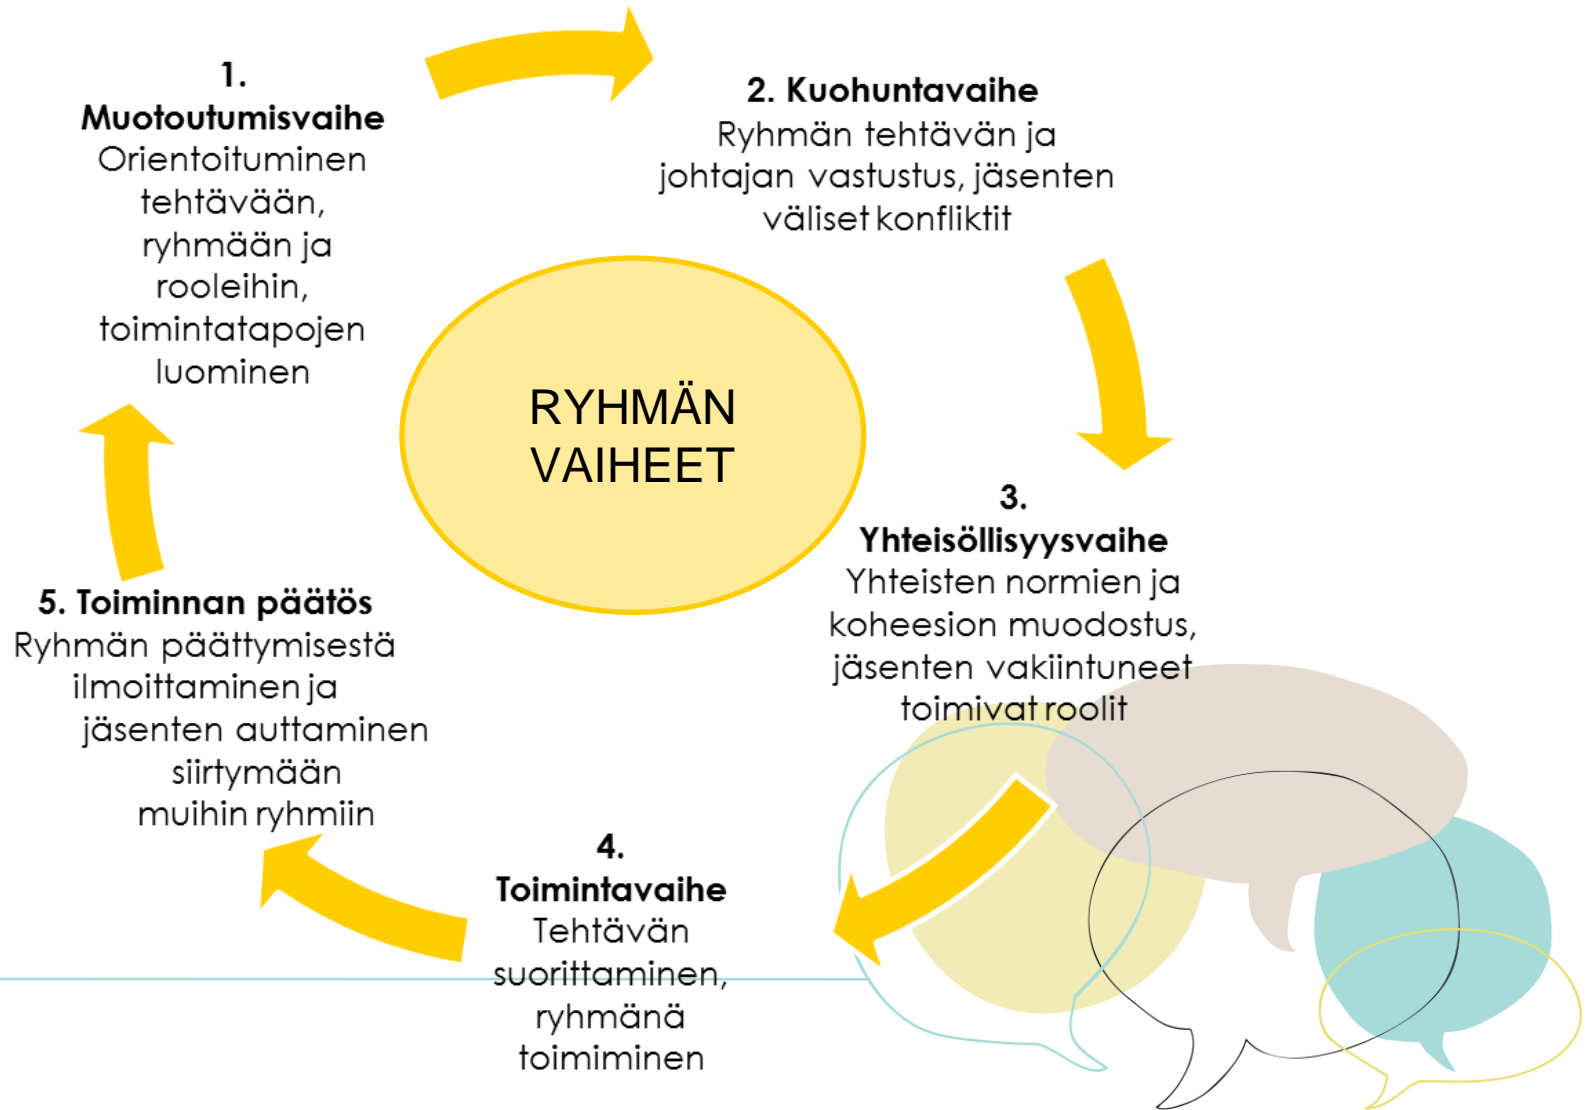 1.
Muotoutumisvaihe
Orientoituminen
tehtävään,
ryhmään ja
rooleihin,
toimintatapojen
luominen
2. Kuohuntavaihe
Ryhmän tehtävän ja
johtajan vastustus, jäsenten
väliset konfliktit
RYHMÄN
VAIHEET
3.
Yhteisöllisyysvaihe
Yhteisten normien ja
koheesion muodostus,
jäsenten vakiintuneet
toimivat roolit
4.
Toimintavaihe
Tehtävän
suorittaminen,
ryhmänä
toimiminen
5. Toiminnan päätös
Ryhmän päättymisestä
ilmoittaminen ja
jäsenten auttaminen
siirtymään
muihin ryhmiin